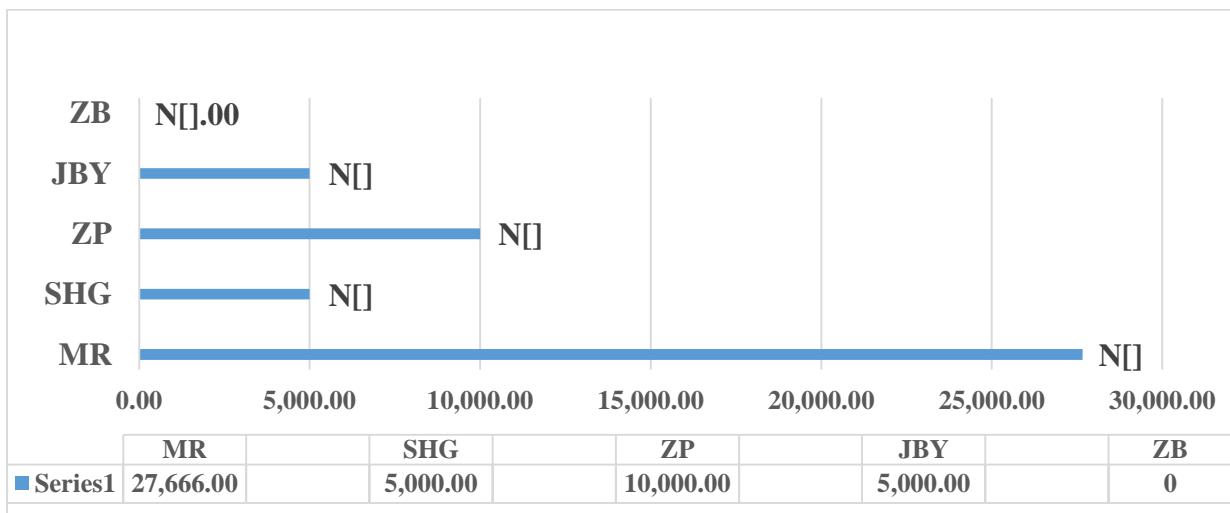 ZB N[].00
JBY N[]
ZP N[]
SHG N[]
MR N[]
0.00 5,000.00 10,000.00 15,000.00 20,000.00 25,000.00 30,000.00
MR SHG ZP JBY ZB
Series1 27,666.00 5,000.00 10,000.00 5,000.00 0